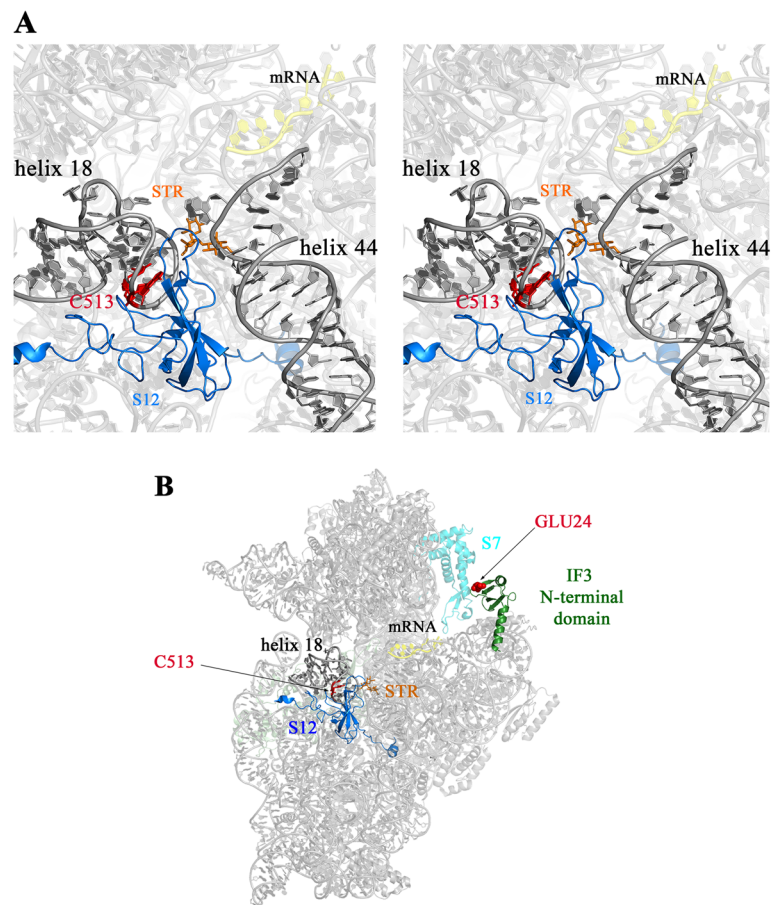 A
mRNA
helix 18
STR
helix 44
C513
S12
mRNA
helix 18
STR
helix 44
C513
S12
B
GLU24
S7
IF3
N-terminal
domain
mRNA
helix 18
C513
STR
S12